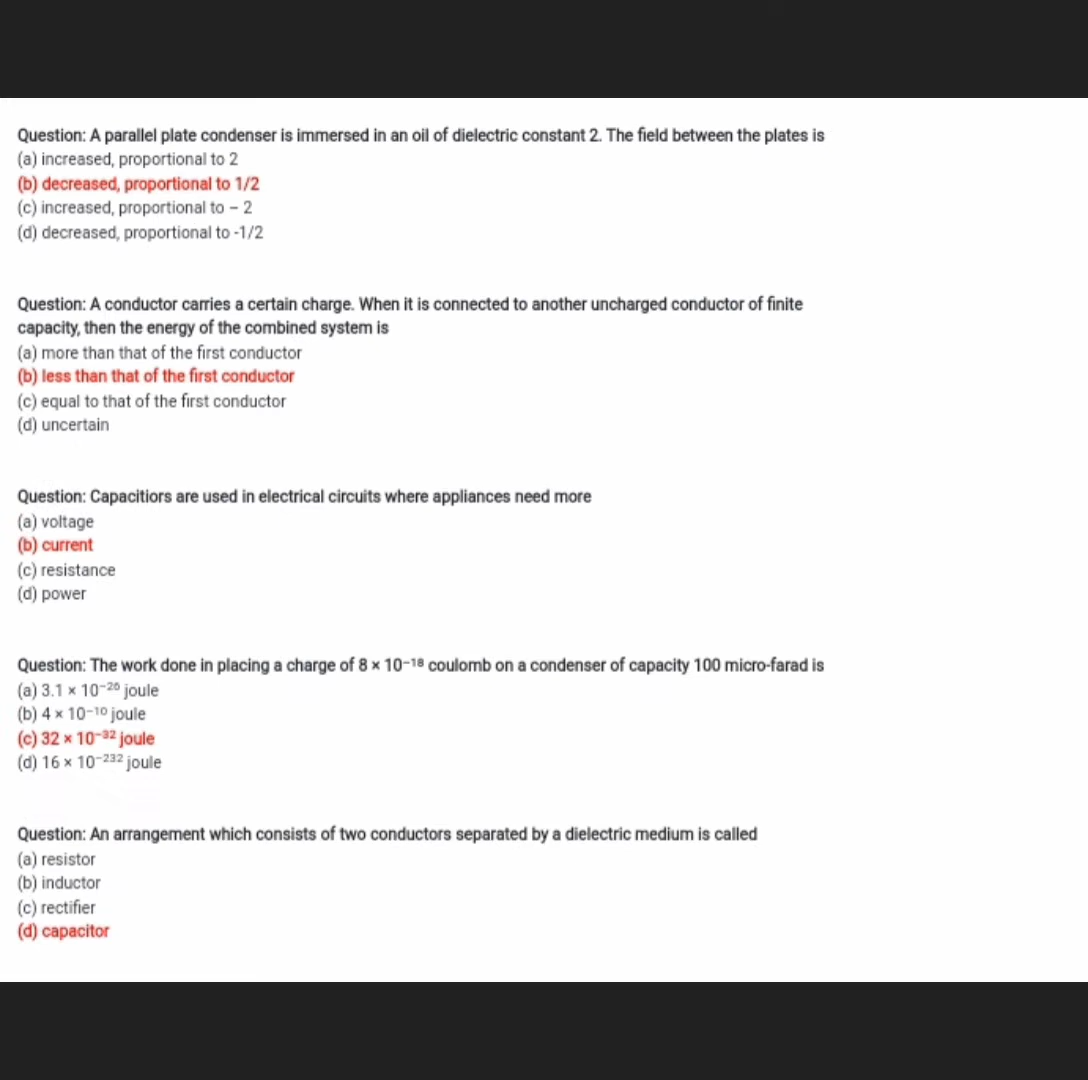 Question: A parallel plate condenser is immersed in an oil of dielectric constant 2. The field between the plates is
(a) increased, proportional to 2
(b) decreased, proportional to 1/2
(c) increased, proportional to – 2
(d) decreased, proportional to -1/2
Question: A conductor carries a certain charge. When it is connected to another uncharged conductor of finite
capacity, then the energy of the combined system is
(a) more than that of the first conductor
(b) less than that of the first conductor
(c) equal to that of the first conductor
(d) uncertain
Question: Capacitiors are used in electrical circuits where appliances need more
(a) voltage
(b) current
(c) resistance
(d) power
Question: The work done in placing a charge of 8 × 10⁻¹⁸ coulomb on a condenser of capacity 100 micro-farad is
(a) 3.1 × 10⁻²⁶ joule
(b) 4 × 10⁻¹⁰ joule
(c) 32 × 10⁻³² joule
(d) 16 × 10⁻²³² joule
Question: An arrangement which consists of two conductors separated by a dielectric medium is called
(a) resistor
(b) inductor
(c) rectifier
(d) capacitor